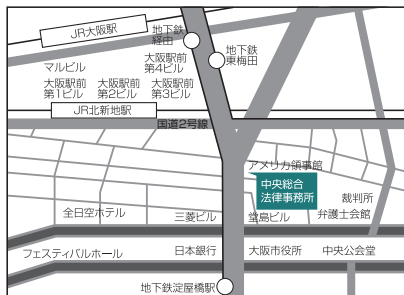 JR大阪駅
地下鉄
経由
地下鉄
東梅田
マルビル
大阪駅前
第4ビル
大阪駅前
第1ビル
大阪駅前
第2ビル
大阪駅前
第3ビル
JR北新地駅
国道2号線
アメリカ領事館
中央総合
法律事務所
裁判所
全日空ホテル
三菱ビル
堂島ビル
弁護士会館
フェスティバルホール
日本銀行
大阪市役所
中央公会堂
地下鉄淀屋橋駅